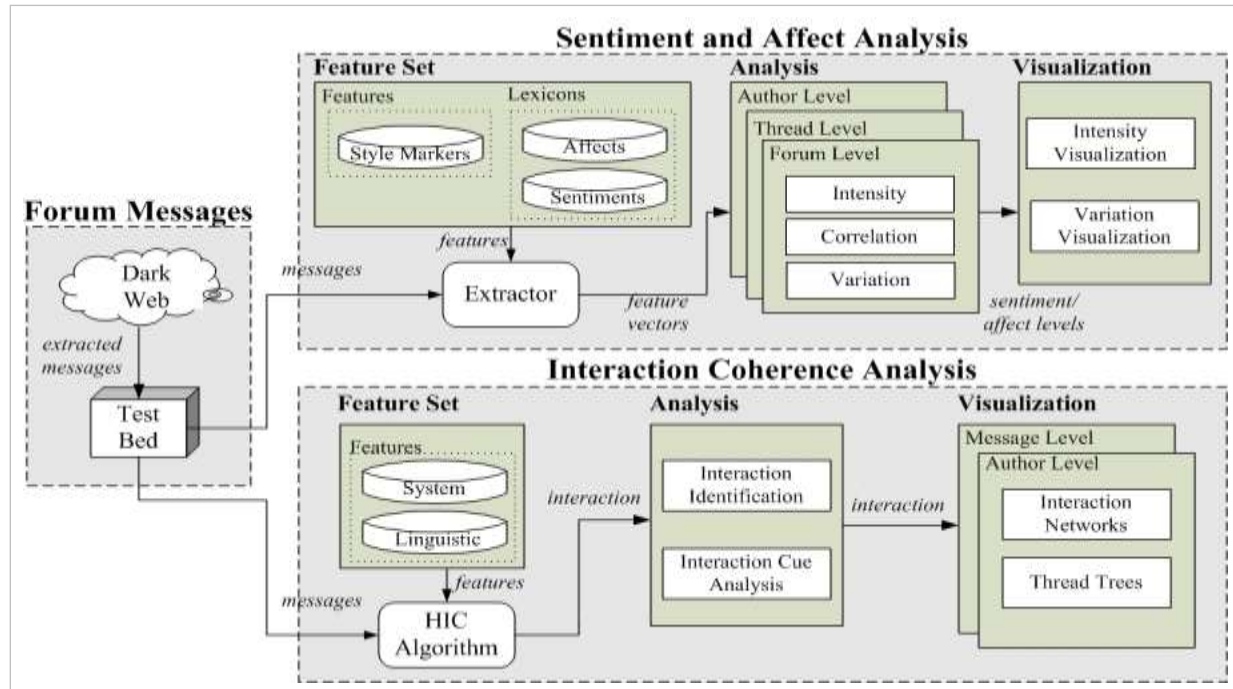 Sentiment and Affect Analysis
Feature Set
Analysis
Visualization
Features
Lexicons
Style Markers
Affects
Sentiments
Author Level
Thread Level
Forum Level
Intensity
Correlation
Variation
Intensity
Visualization
Variation
Visualization
Forum Messages
Dark
Web
extracted
messages
Test
Bed
messages
features
Extractor
feature
vectors
sentiment/
affect levels
Interaction Coherence Analysis
Feature Set
Analysis
Visualization
Features
System
Linguistic
features
messages
HIC
Algorithm
interaction
Interaction
Identification
Interaction Cue
Analysis
interaction
Message Level
Author Level
Interaction
Networks
Thread Trees